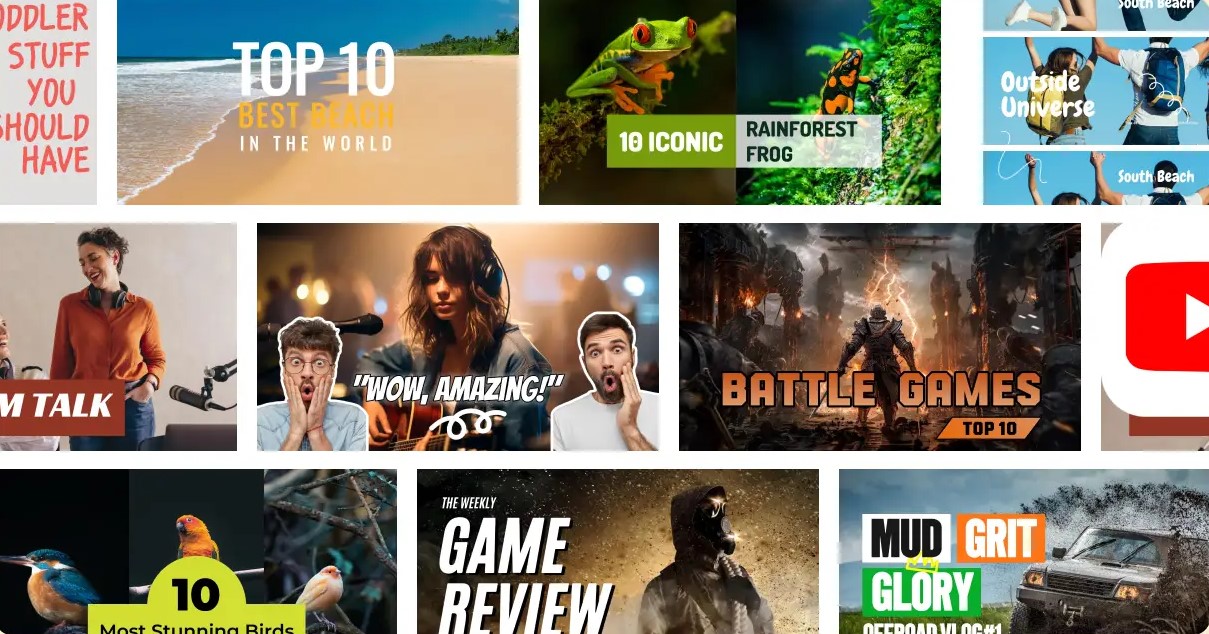 STUFF
YOU
HAVE
TOP 10
BEST BEACH
IN THE WORLD
10 ICONIC
RAINFOREST
FROG
South Beach
Outside
Universe
South Beach
TALK
"WOW, AMAZING!"
BATTLE GAMES
TOP 10
10
Most Stunning Birds
THE WEEKLY
GAME
REVIEW
MUD GRIT
My
GLORY
OFFROAD VLOG#1